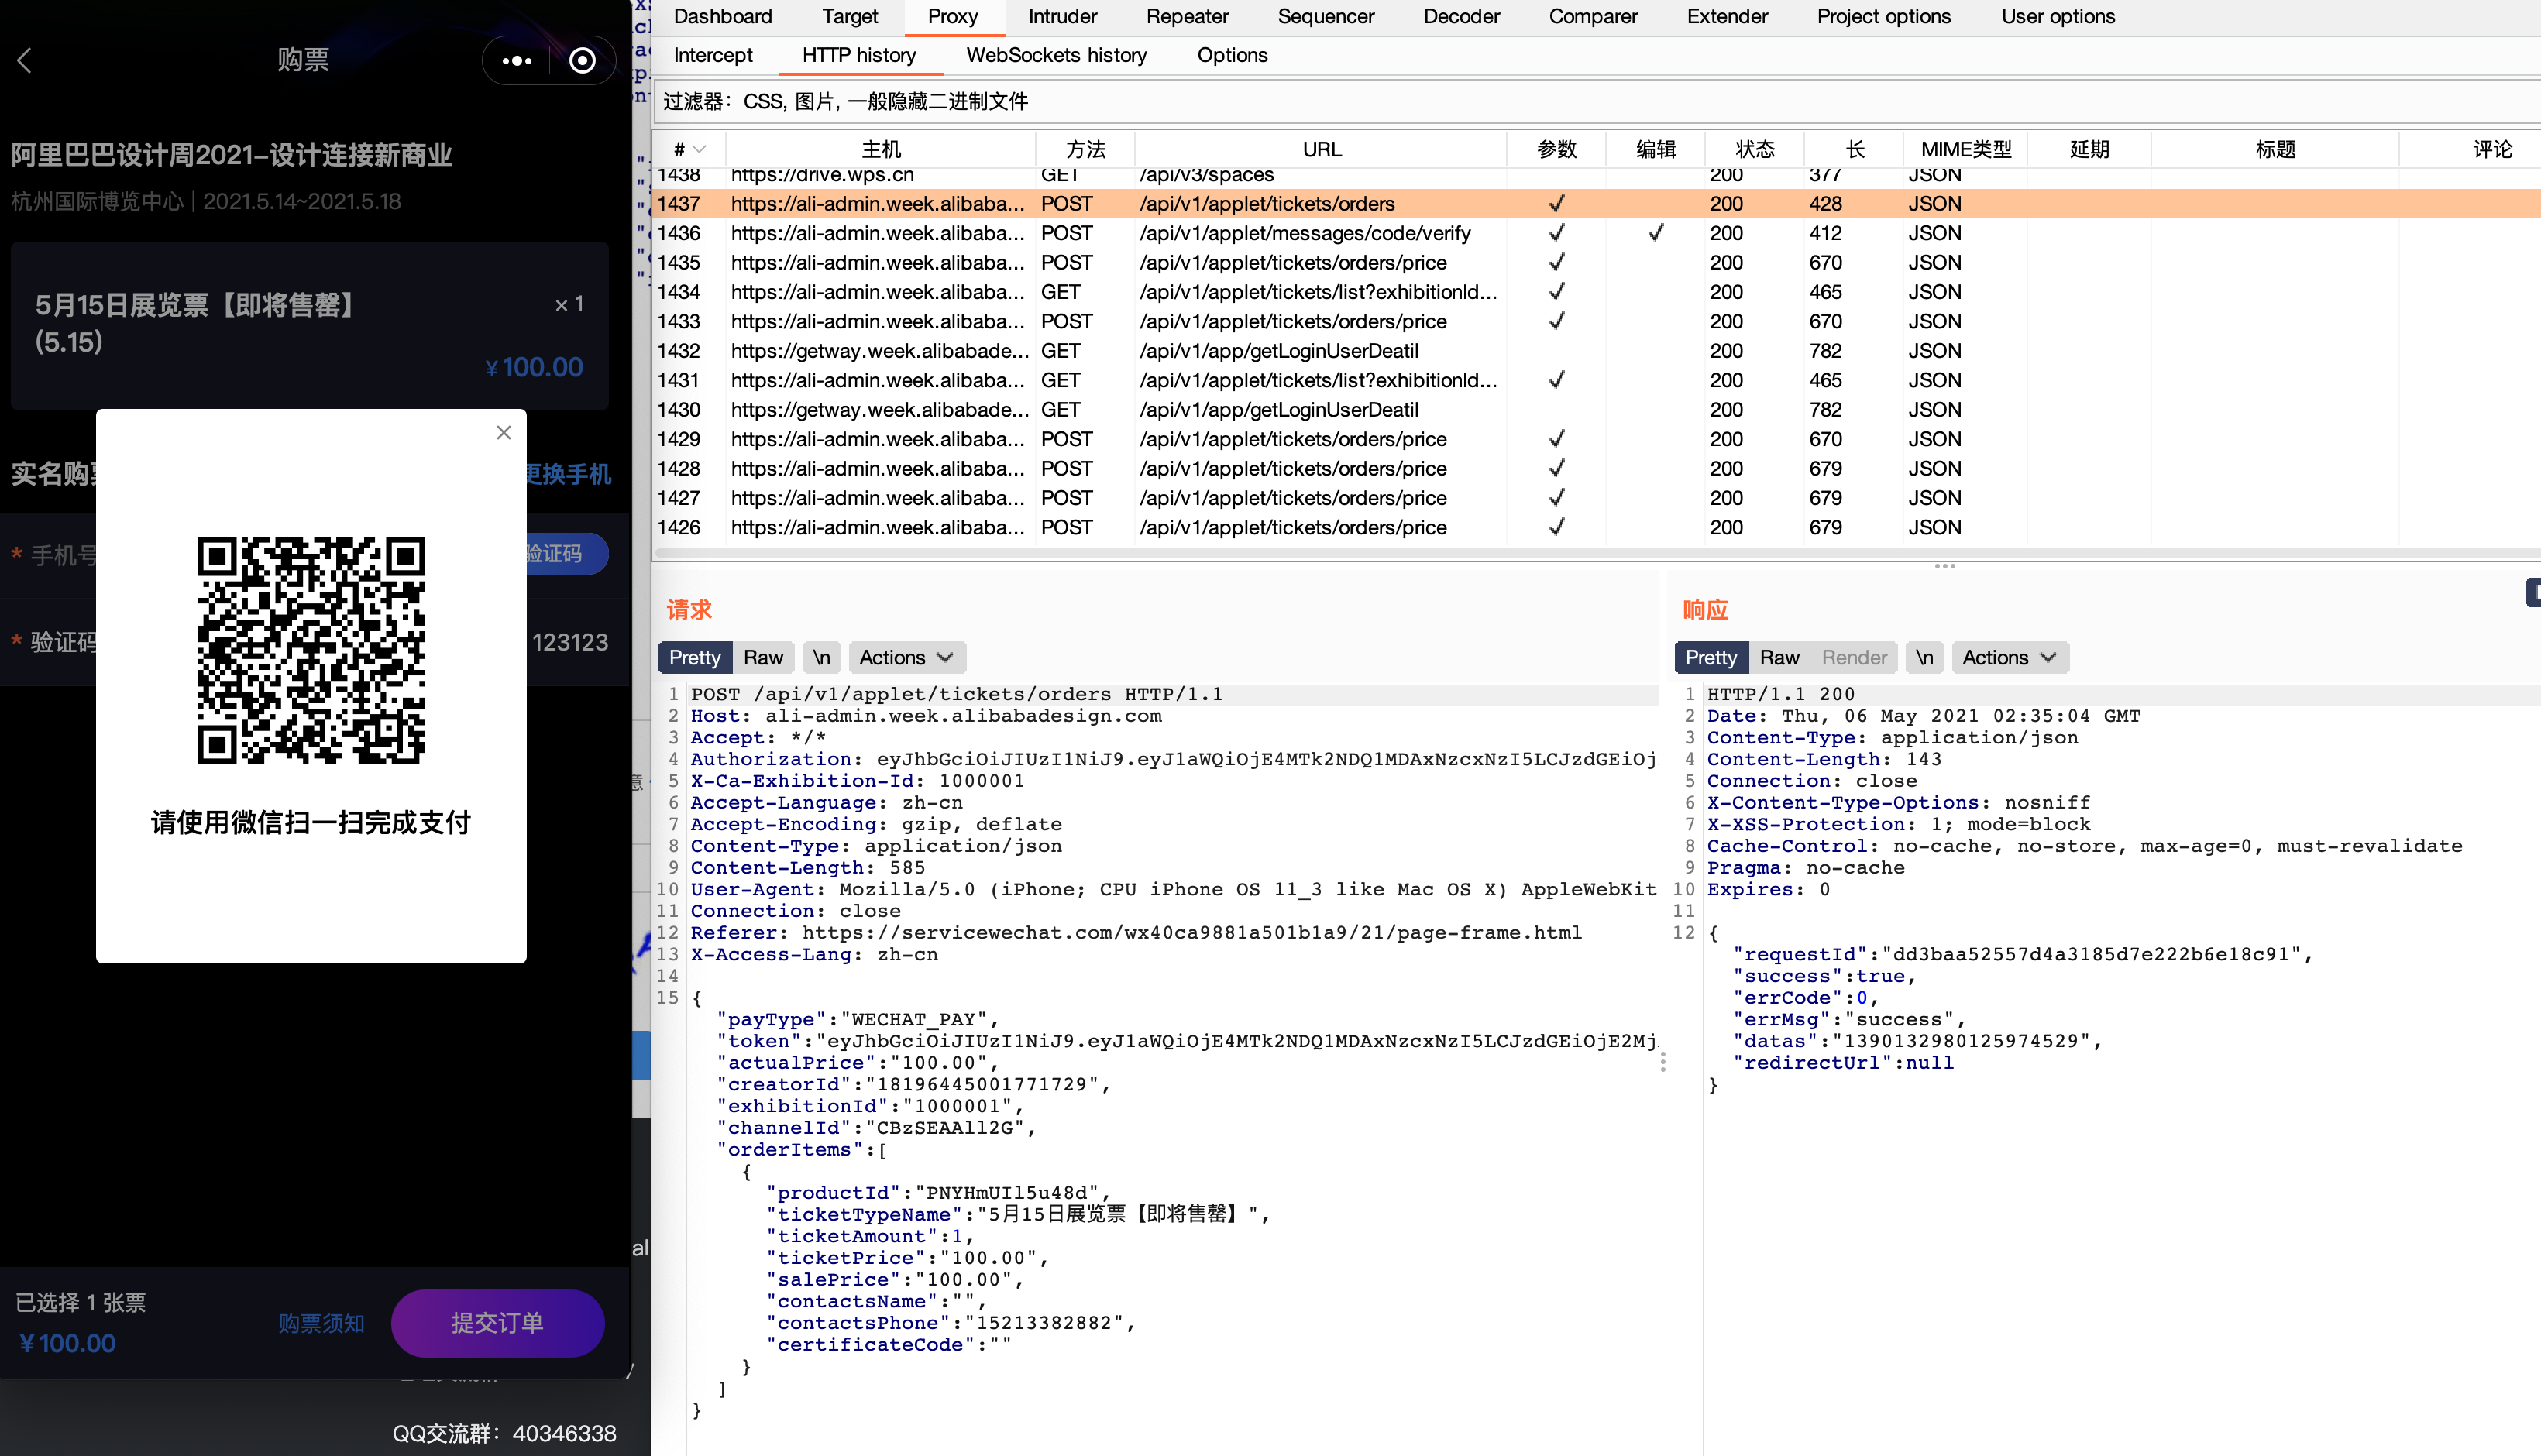 购票
阿里巴巴设计周2021-设计连接新商业
杭州国际博览中心 | 2021.5.14~2021.5.18
5月15日展览票【即将售罄】
(5.15)
× 1
¥100.00
实名购
更换手机
* 手机号
验证码
* 验证码
123123
请使用微信扫一扫完成支付
已选择 1 张票
¥100.00
购票须知
提交订单
QQ交流群：40346338
Dashboard Target Proxy Intruder Repeater Sequencer Decoder Comparer Extender Project options User options
Intercept HTTP history WebSockets history Options
过滤器：CSS, 图片, 一般隐藏二进制文件
# 主机 方法 URL 参数 编辑 状态 长 MIME类型 延期 标题 评论
1438 https://drive.wps.cn GET /api/v3/spaces 200 377 JSON
1437 https://ali-admin.week.alibaba... POST /api/v1/applet/tickets/orders ✓ 200 428 JSON
1436 https://ali-admin.week.alibaba... POST /api/v1/applet/messages/code/verify ✓ ✓ 200 412 JSON
1435 https://ali-admin.week.alibaba... POST /api/v1/applet/tickets/orders/price ✓ 200 670 JSON
1434 https://ali-admin.week.alibaba... GET /api/v1/applet/tickets/list?exhibitionId... ✓ 200 465 JSON
1433 https://ali-admin.week.alibaba... POST /api/v1/applet/tickets/orders/price ✓ 200 670 JSON
1432 https://getway.week.alibabade... GET /api/v1/app/getLoginUserDeatil 200 782 JSON
1431 https://ali-admin.week.alibaba... GET /api/v1/applet/tickets/list?exhibitionId... ✓ 200 465 JSON
1430 https://getway.week.alibabade... GET /api/v1/app/getLoginUserDeatil 200 782 JSON
1429 https://ali-admin.week.alibaba... POST /api/v1/applet/tickets/orders/price ✓ 200 670 JSON
1428 https://ali-admin.week.alibaba... POST /api/v1/applet/tickets/orders/price ✓ 200 679 JSON
1427 https://ali-admin.week.alibaba... POST /api/v1/applet/tickets/orders/price ✓ 200 679 JSON
1426 https://ali-admin.week.alibaba... POST /api/v1/applet/tickets/orders/price ✓ 200 679 JSON
请求
Pretty Raw \n Actions
1 POST /api/v1/applet/tickets/orders HTTP/1.1
2 Host: ali-admin.week.alibabadesign.com
3 Accept: */*
4 Authorization: eyJhbGciOiJIUzI1NiJ9.eyJ1aWQiOjE4MTk2NDQ1MDAxNzcxNzI5LCJzdGEiOj
5 X-Ca-Exhibition-Id: 1000001
6 Accept-Language: zh-cn
7 Accept-Encoding: gzip, deflate
8 Content-Type: application/json
9 Content-Length: 585
10 User-Agent: Mozilla/5.0 (iPhone; CPU iPhone OS 11_3 like Mac OS X) AppleWebKit
11 Connection: close
12 Referer: https://servicewechat.com/wx40ca9881a501b1a9/21/page-frame.html
13 X-Access-Lang: zh-cn
14
15 {
"payType":"WECHAT_PAY",
"token":"eyJhbGciOiJIUzI1NiJ9.eyJ1aWQiOjE4MTk2NDQ1MDAxNzcxNzI5LCJzdGEiOjE2Mj
"actualPrice":"100.00",
"creatorId":"18196445001771729",
"exhibitionId":"1000001",
"channelId":"CBzSEAAll2G",
"orderItems":[
{
"productId":"PNYHmUIl5u48d",
"ticketTypeName":"5月15日展览票【即将售罄】",
"ticketAmount":1,
"ticketPrice":"100.00",
"salePrice":"100.00",
"contactsName":"",
"contactsPhone":"15213382882",
"certificateCode":""
}
]
}
响应
Pretty Raw Render \n Actions
1 HTTP/1.1 200
2 Date: Thu, 06 May 2021 02:35:04 GMT
3 Content-Type: application/json
4 Content-Length: 143
5 Connection: close
6 X-Content-Type-Options: nosniff
7 X-XSS-Protection: 1; mode=block
8 Cache-Control: no-cache, no-store, max-age=0, must-revalidate
9 Pragma: no-cache
10 Expires: 0
11
12 {
"requestId":"dd3baa52557d4a3185d7e222b6e18c91",
"success":true,
"errCode":0,
"errMsg":"success",
"datas":"1390132980125974529",
"redirectUrl":null
}